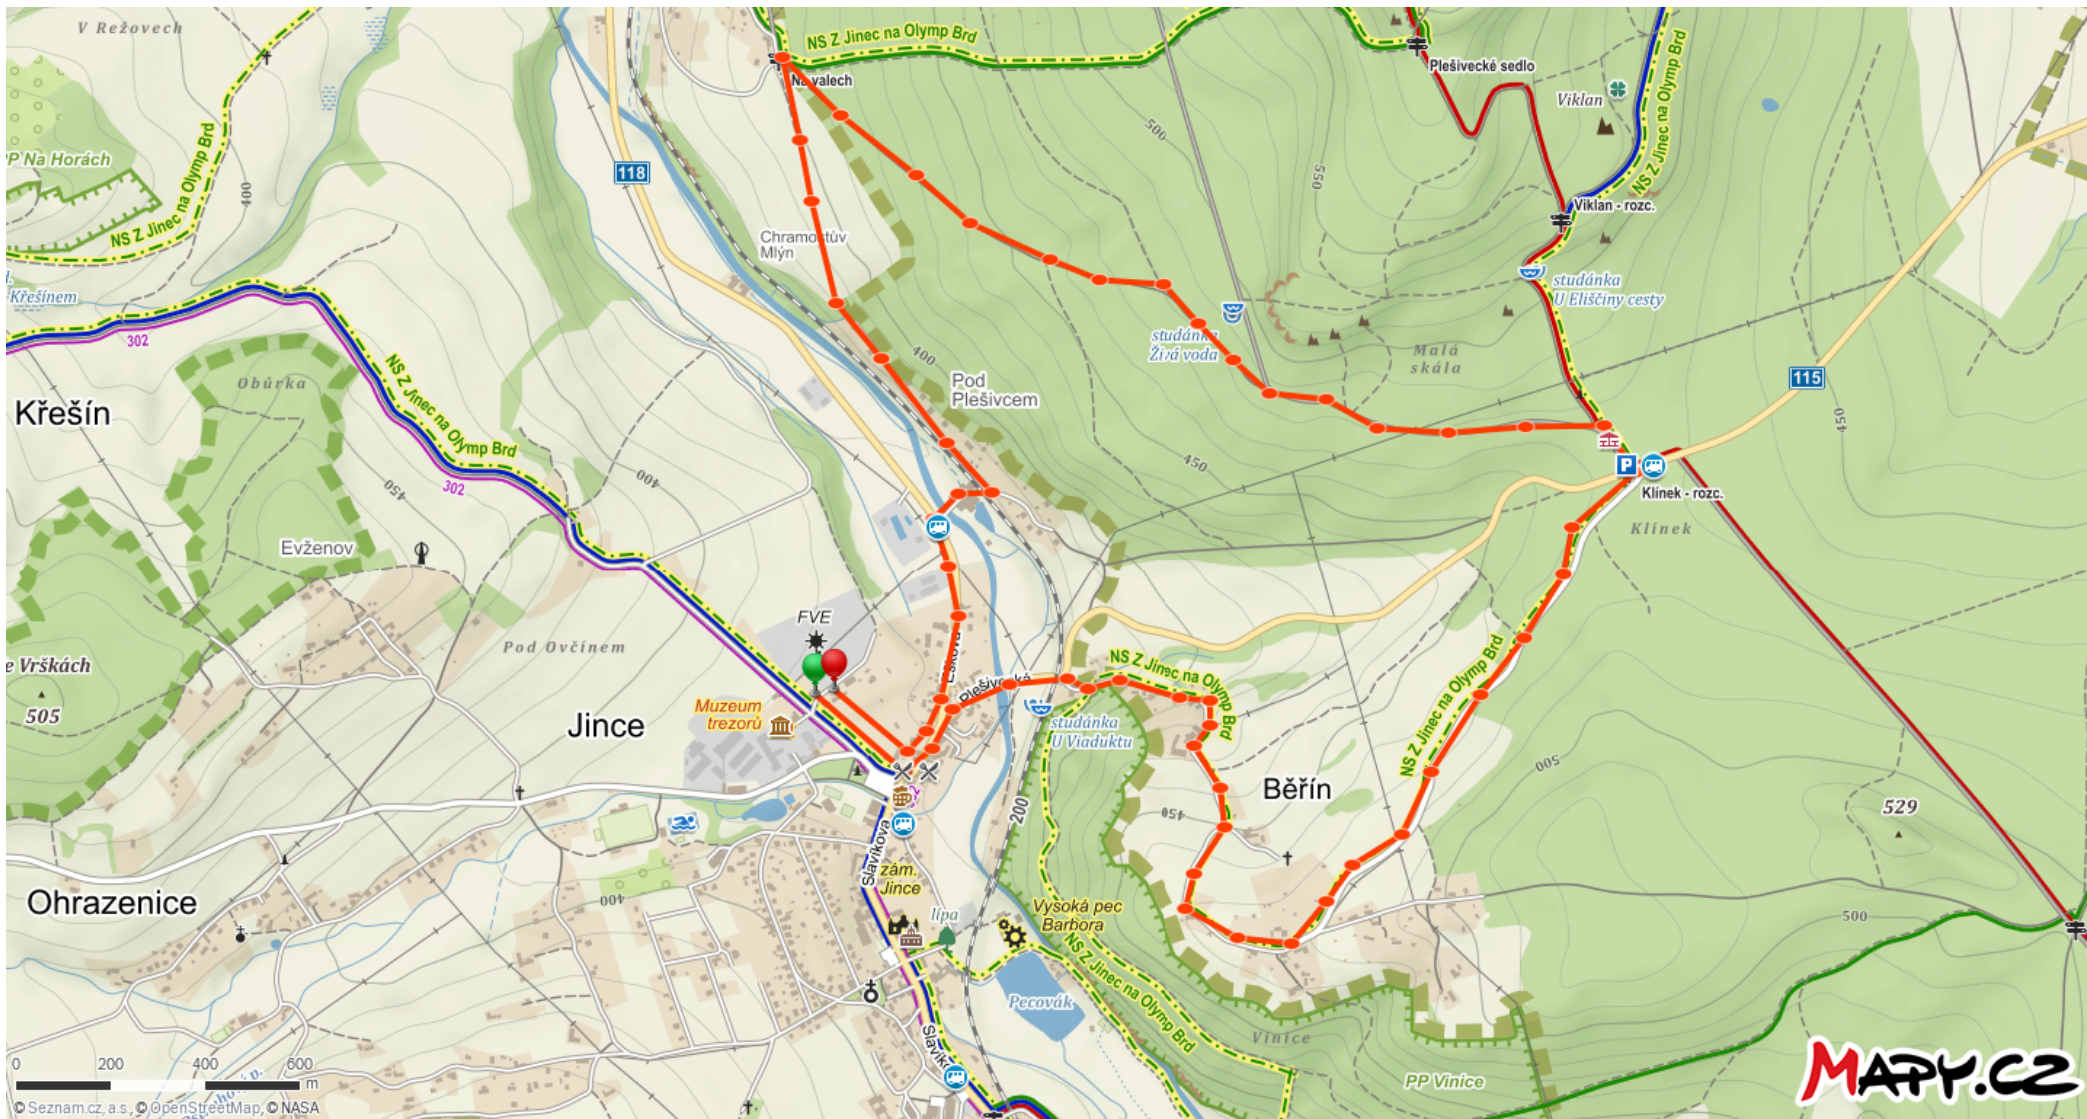 V Režovech
NS Z Jinec na Olymp Brd
Na valech
Plešivecké sedlo
Viklan
NS Z Jinec na Olymp Brd
PP Na Horách
NS Z Jinec na Olymp Brd
400
118
500
550
Viklan - rozc.
Chramostův
Mlýn
studánka
U Eliščiny cesty
Křešínem
302
studánka
Živá voda
Malá
skála
115
400
Obůrka
Pod
Plešivcem
Křešín
NS Z Jinec na Olymp Brd
450
302
450
400
450
Klínek - rozc.
Klínek
Evženov
FVE
Pod Ovčínem
Vrškách
505
Muzeum
trezorů
Jince
Plešivecká
NS Z Jinec na Olymp Brd
NS Z Jinec na Olymp Brd
studánka
U Viaduktu
500
Běřín
450
529
200
Slavíkova
zám.
Jince
Ohrazenice
400
lípa
Vysoká pec
Barbora
500
NS Z Jinec na Olymp Brd
Pecovák
Vinice
PP Vinice
0 200 400 600
m
© Seznam.cz, a.s., © OpenStreetMap, © NASA
MAPY.CZ